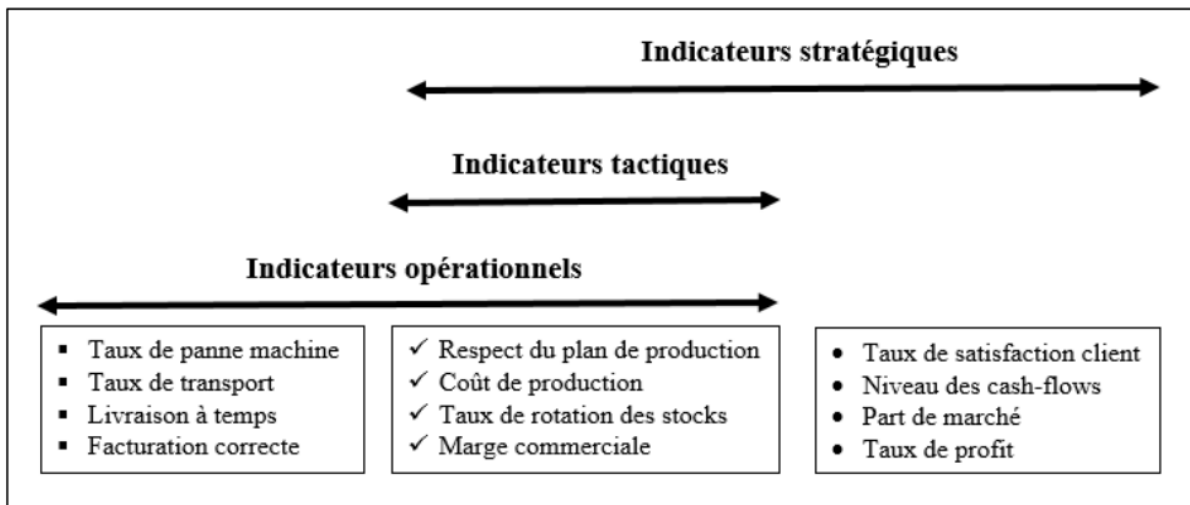 Indicateurs stratégiques
Indicateurs tactiques
Indicateurs opérationnels
▪ Taux de panne machine
▪ Taux de transport
▪ Livraison à temps
▪ Facturation correcte
✓ Respect du plan de production
✓ Coût de production
✓ Taux de rotation des stocks
✓ Marge commerciale
• Taux de satisfaction client
• Niveau des cash-flows
• Part de marché
• Taux de profit